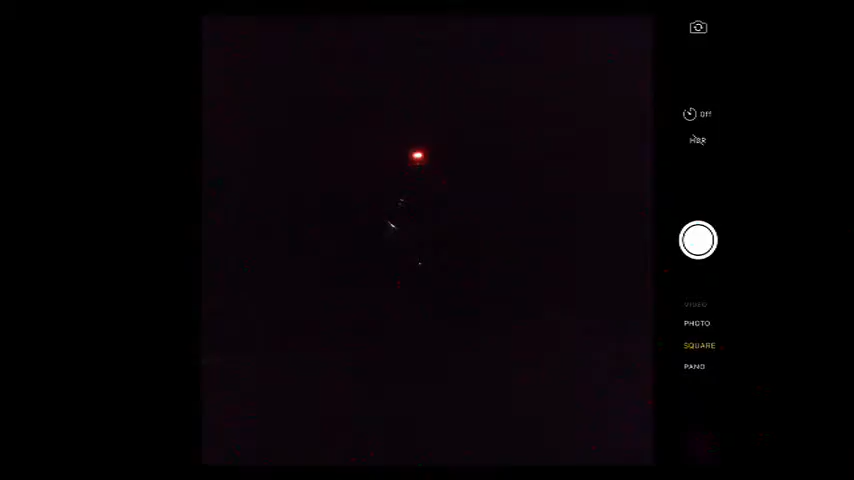 Off
HDR
VIDEO
PHOTO
SQUARE
PANO